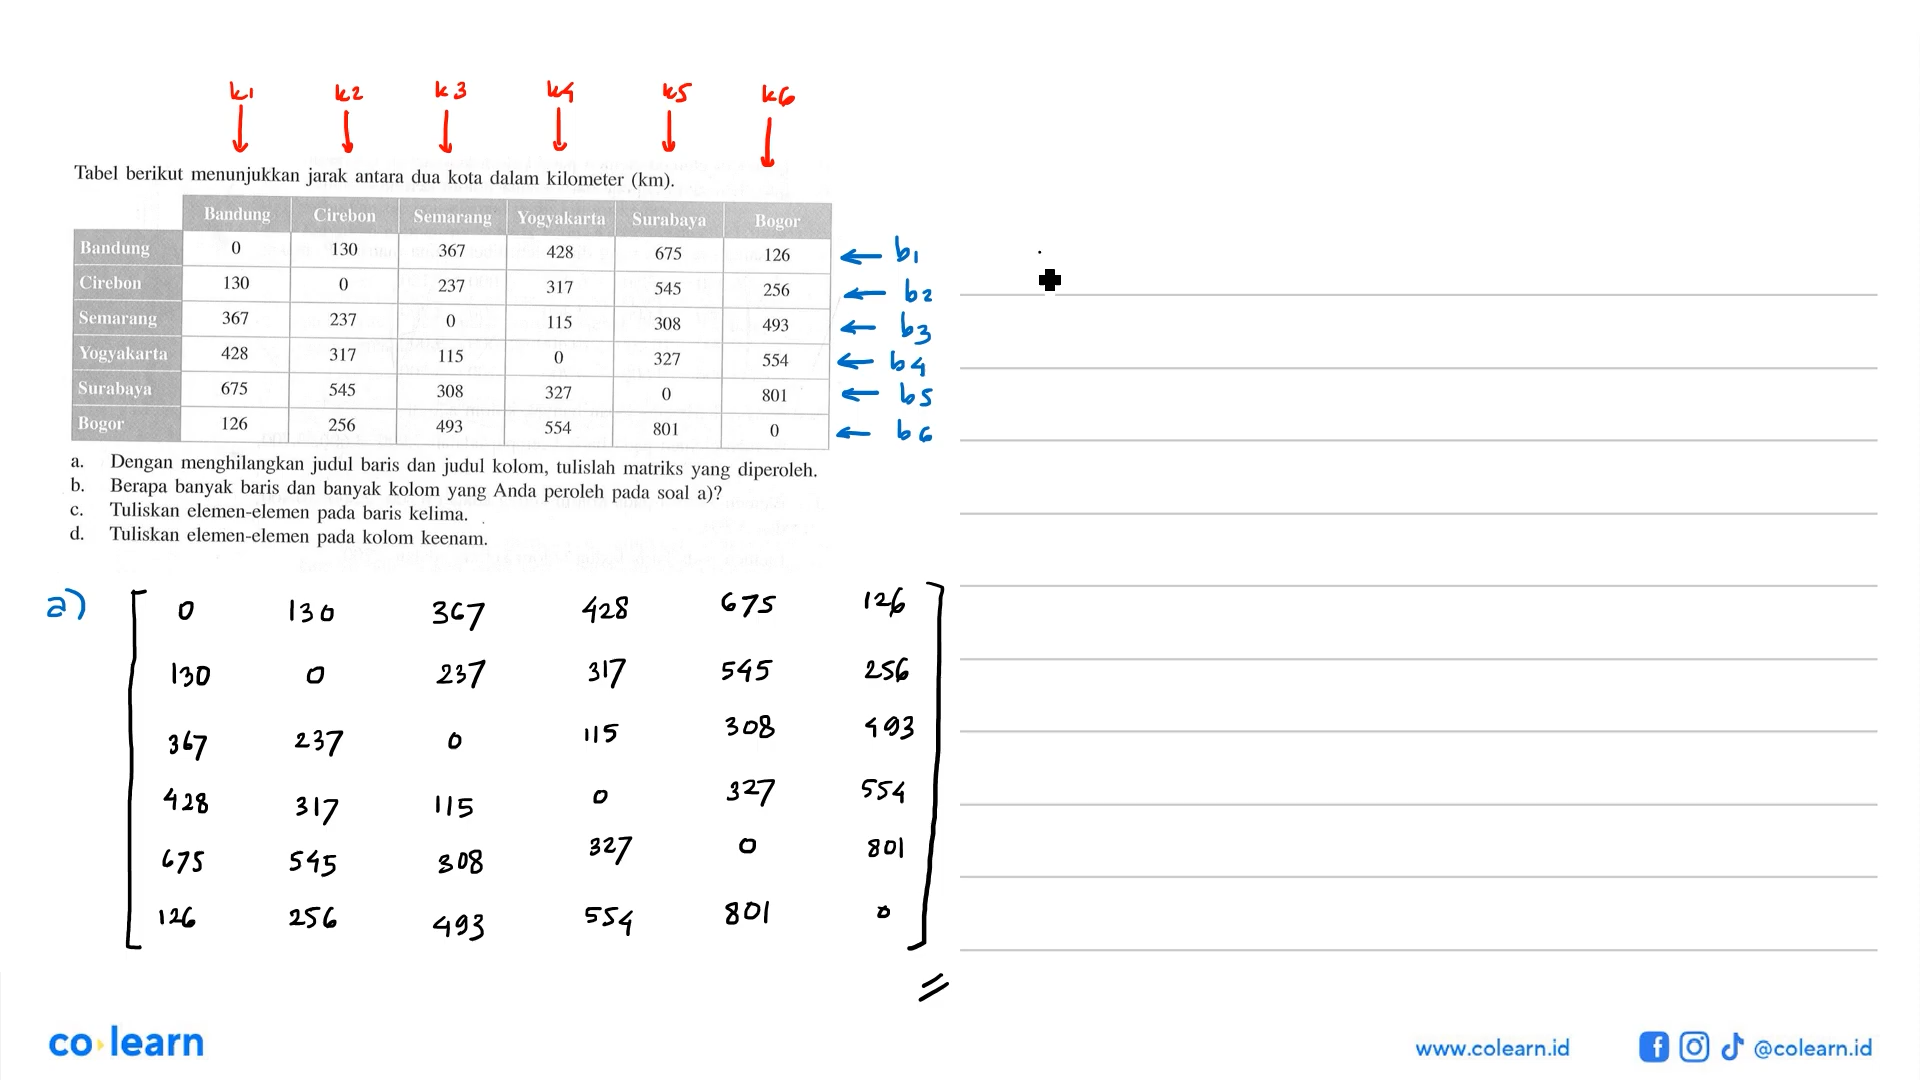 k1 k2 k3 k4 k5 k6
Tabel berikut menunjukkan jarak antara dua kota dalam kilometer (km).
Bandung Cirebon Semarang Yogyakarta Surabaya Bogor
Bandung 0 130 367 428 675 126 ← b1
Cirebon 130 0 237 317 545 256 ← b2
Semarang 367 237 0 115 308 493 ← b3
Yogyakarta 428 317 115 0 327 554 ← b4
Surabaya 675 545 308 327 0 801 ← b5
Bogor 126 256 493 554 801 0 ← b6
a. Dengan menghilangkan judul baris dan judul kolom, tulislah matriks yang diperoleh.
b. Berapa banyak baris dan banyak kolom yang Anda peroleh pada soal a)?
c. Tuliskan elemen-elemen pada baris kelima.
d. Tuliskan elemen-elemen pada kolom keenam.
a) 0 130 367 428 675 126
130 0 237 317 545 256
367 237 0 115 308 493
428 317 115 0 327 554
675 545 308 327 0 801
126 256 493 554 801 0
co learn
www.colearn.id
@colearn.id